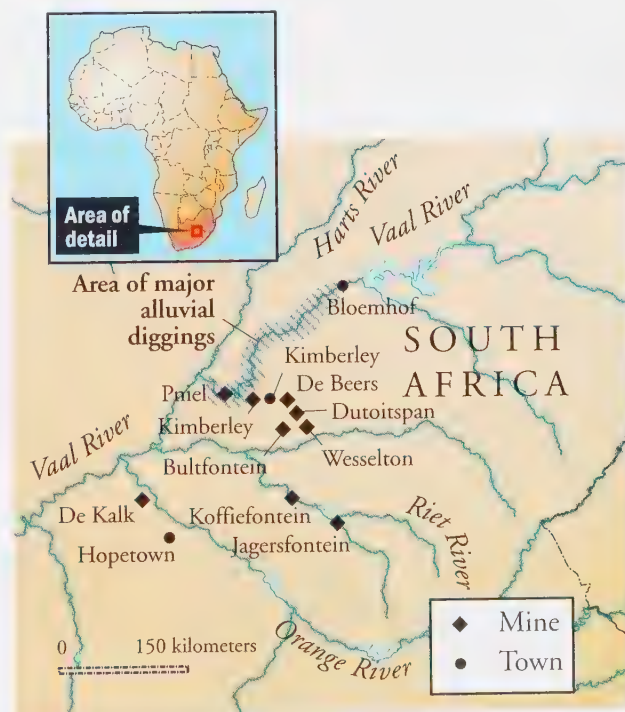 Area of
detail
Harts River
Vaal River
Area of major
alluvial
diggings
Bloemhof
SOUTH
AFRICA
Kimberley
De Beers
Pniel
Dutoitspan
Kimberley
Vaal River
Bultfontein
Wesselton
De Kalk
Koffiefontein
Riet River
Hopetown
Jagersfontein
0 150 kilometers
Orange River
Mine
Town